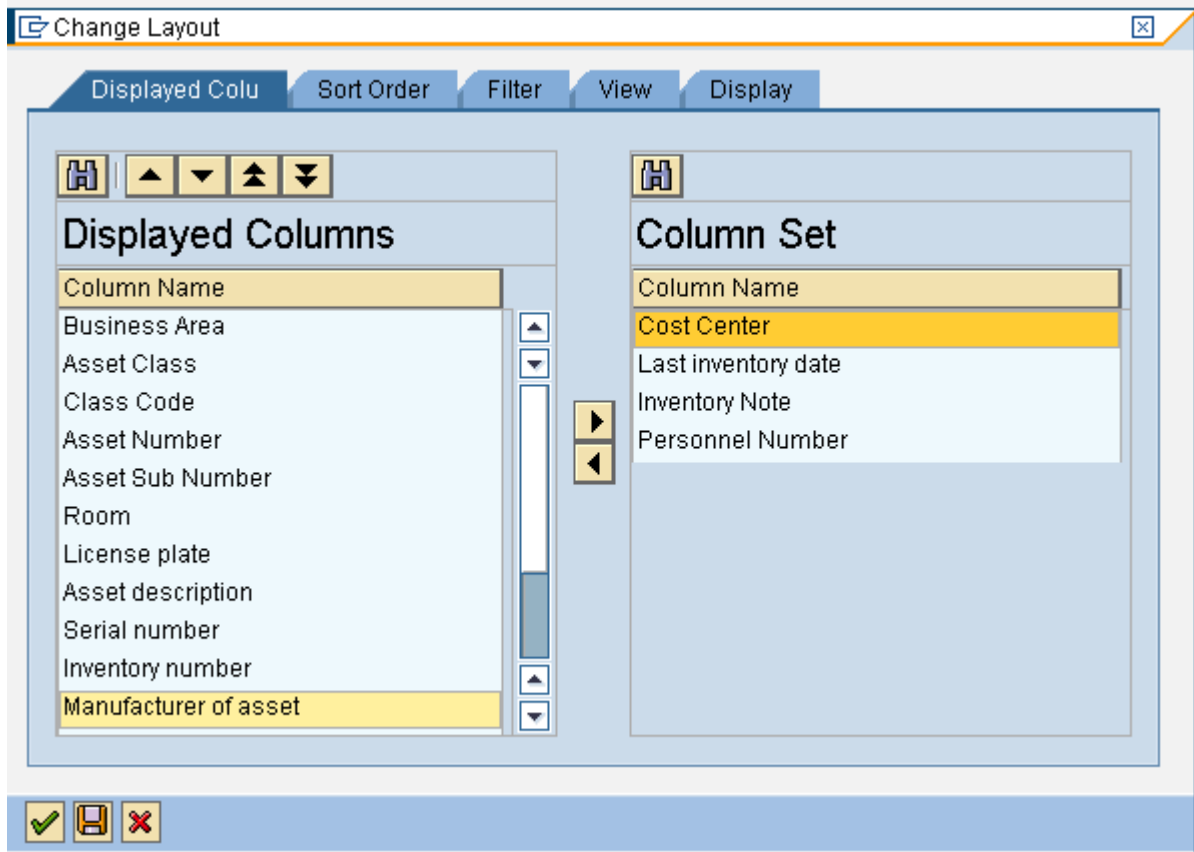 Change Layout
Displayed Colu Sort Order Filter View Display
Displayed Columns
Column Name
Business Area
Asset Class
Class Code
Asset Number
Asset Sub Number
Room
License plate
Asset description
Serial number
Inventory number
Manufacturer of asset
Column Set
Column Name
Cost Center
Last inventory date
Inventory Note
Personnel Number